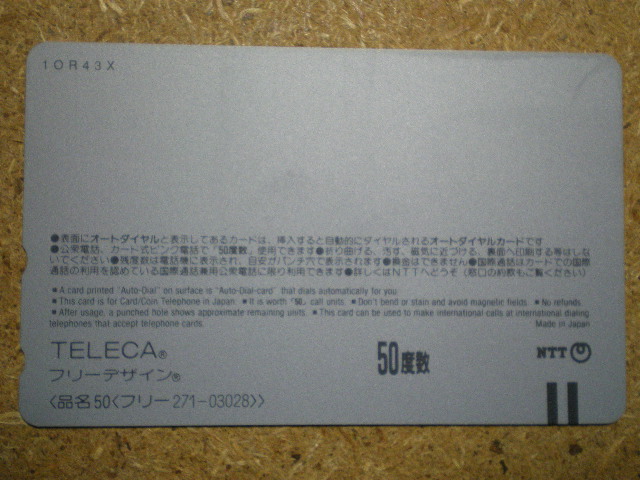 10R43X
●表面にオートダイヤルと表示してあるカードは、挿入すると自動的にダイヤルされるオートダイヤルカードです
●公衆電話、カード式ピンク電話で「50度数」使用できます●折り曲げる、汚す、磁気に近づける、裏面へ印刷する等はしな
いでください●残度数は電話機に表示され、目安がパンチ穴で表示されます●換金はできません●国際通話はカードでの国際
通話の利用を認めている国際通話兼用公衆電話に限り利用できます●詳しくはNTTへどうぞ（窓口の約款もご覧ください）
●A card printed "Auto-Dial" on surface is "Auto-Dial-card" that dials automatically for you.
●This card is for Card/Coin Telephone in Japan. ●It is worth「50」call units. ●Don't bend or stain and avoid magnetic fields. ●No refunds.
●After usage, a punched hole shows approximate remaining units. ●This card can be used to make international calls at international dialing
telephones that accept telephone cards.
Made in Japan
TELECA®
50度数
NTT
フリーデザイン®
〈品名50〈フリー271-03028〉〉